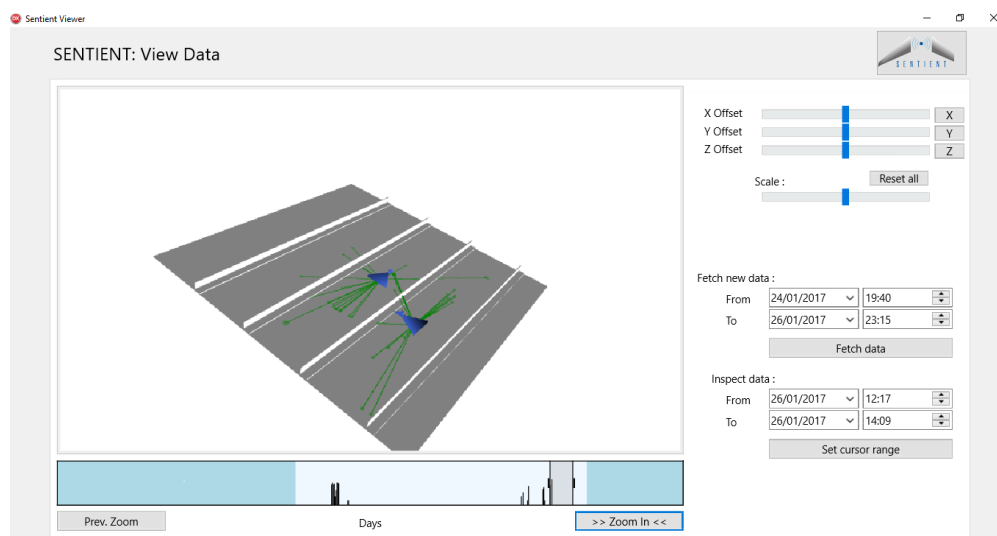 Sentient Viewer
SENTIENT: View Data
SENTIENT
X Offset
X
Y Offset
Y
Z Offset
Z
Scale :
Reset all
Fetch new data :
From 24/01/2017 19:40
To 26/01/2017 23:15
Fetch data
Inspect data :
From 26/01/2017 12:17
To 26/01/2017 14:09
Set cursor range
Prev. Zoom
Days
>> Zoom In <<